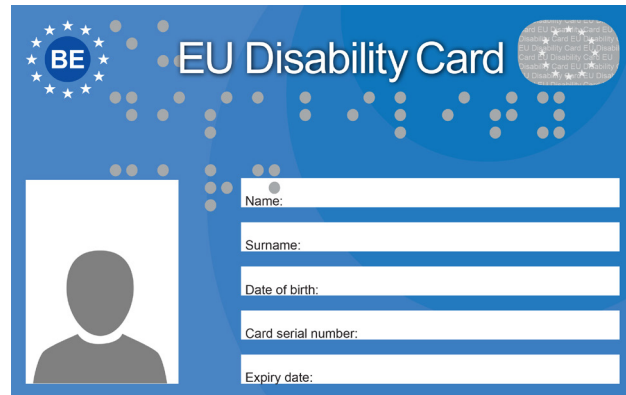 BE
EU Disability Card
Name:
Surname:
Date of birth:
Card serial number:
Expiry date: